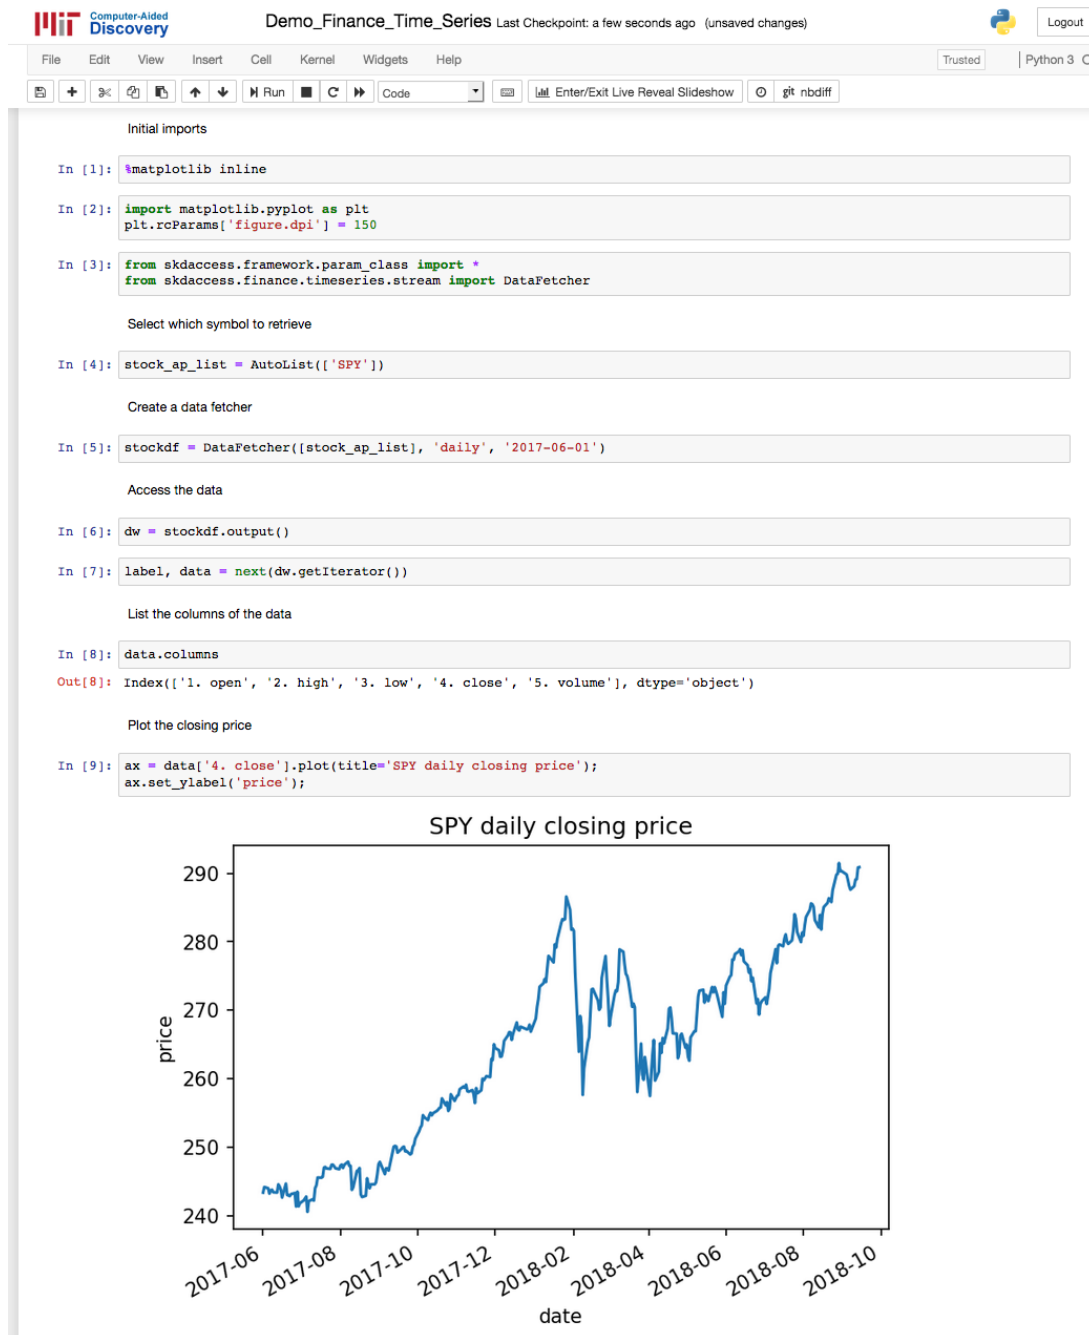 MIT Computer-Aided Discovery
Demo_Finance_Time_Series Last Checkpoint: a few seconds ago (unsaved changes)
Logout
File Edit View Insert Cell Kernel Widgets Help
Trusted
Python 3
Run
Code
Enter/Exit Live Reveal Slideshow
git nbdiff
Initial imports
In [1]: %matplotlib inline
In [2]: import matplotlib.pyplot as plt
plt.rcParams['figure.dpi'] = 150
In [3]: from skdaccess.framework.param_class import *
from skdaccess.finance.timeseries.stream import DataFetcher
Select which symbol to retrieve
In [4]: stock_ap_list = AutoList(['SPY'])
Create a data fetcher
In [5]: stockdf = DataFetcher([stock_ap_list], 'daily', '2017-06-01')
Access the data
In [6]: dw = stockdf.output()
In [7]: label, data = next(dw.getIterator())
List the columns of the data
In [8]: data.columns
Out[8]: Index(['1. open', '2. high', '3. low', '4. close', '5. volume'], dtype='object')
Plot the closing price
In [9]: ax = data['4. close'].plot(title='SPY daily closing price');
ax.set_ylabel('price');
SPY daily closing price
290
280
270
260
250
240
price
2017-06 2017-08 2017-10 2017-12 2018-02 2018-04 2018-06 2018-08 2018-10
date